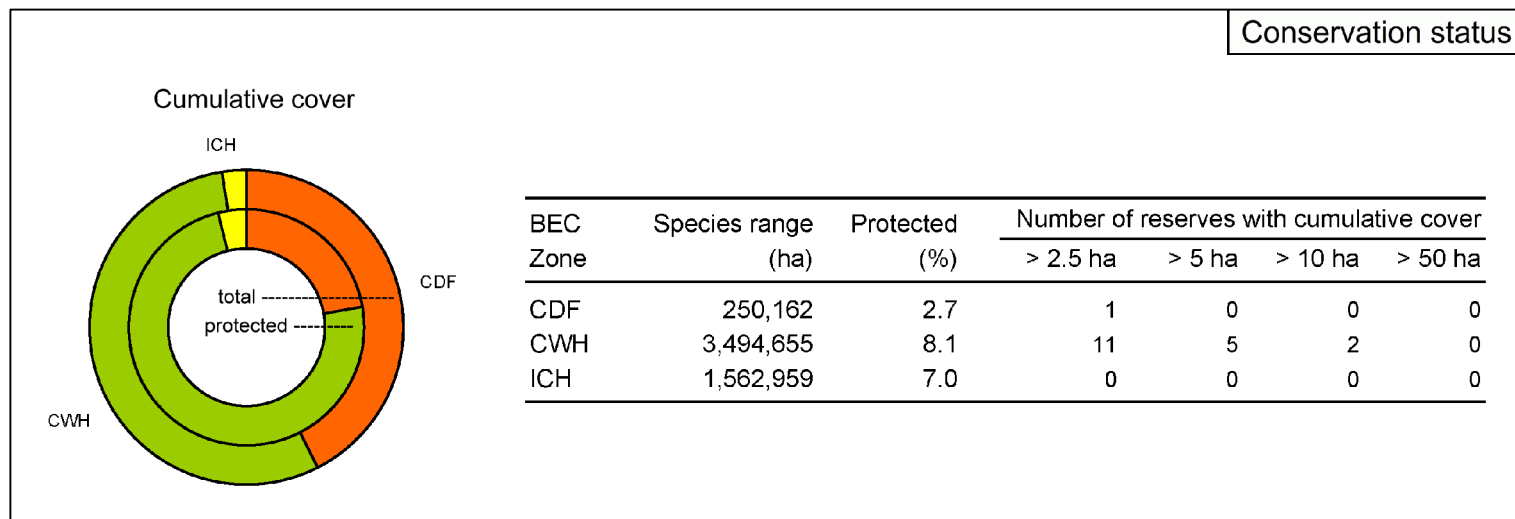 Conservation status
Cumulative cover
ICH
CDF
total
protected
CWH
BEC Species range Protected Number of reserves with cumulative cover
Zone (ha) (%) > 2.5 ha > 5 ha > 10 ha > 50 ha
CDF 250,162 2.7 1 0 0 0
CWH 3,494,655 8.1 11 5 2 0
ICH 1,562,959 7.0 0 0 0 0